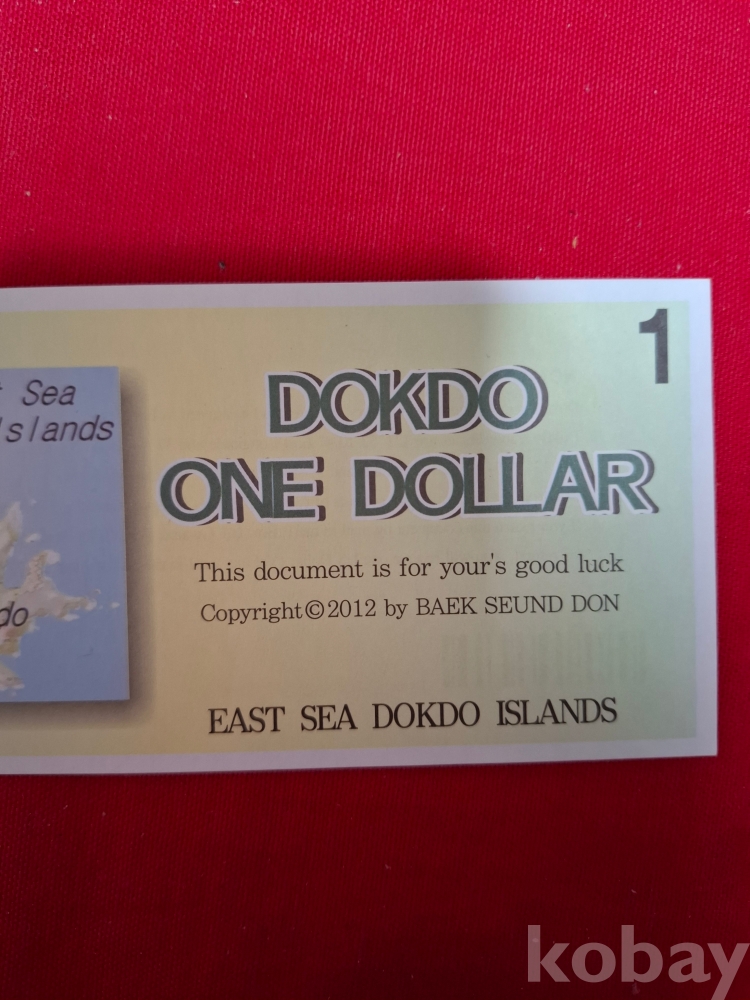 1
Sea
Islands
DOKDO
ONE DOLLAR
This document is for your's good luck
Copyright©2012 by BAEK SEUND DON
do
EAST SEA DOKDO ISLANDS
kobay